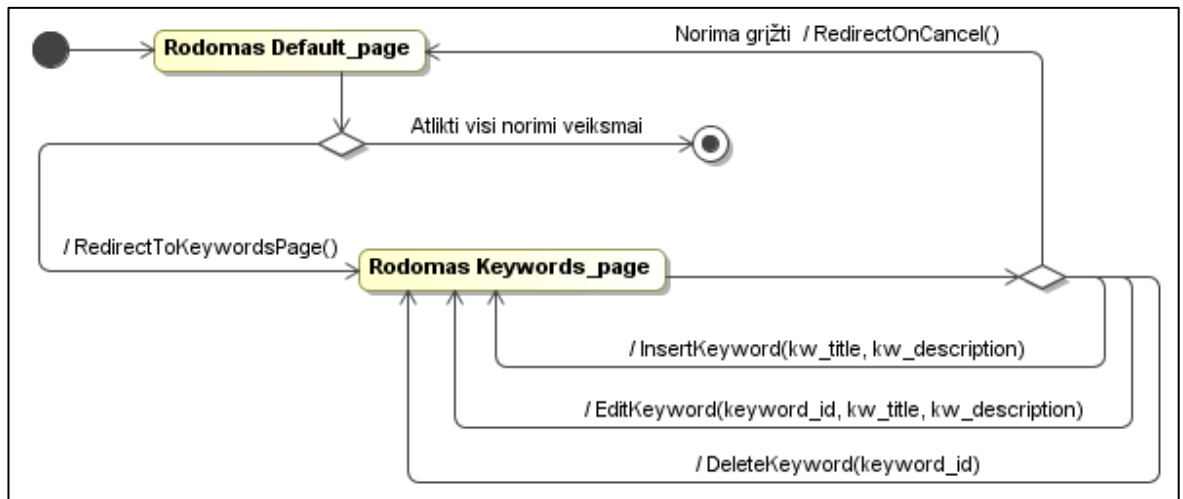 Norima grįžti / RedirectOnCancel()
Rodomas Default_page
Atlikti visi norimi veiksmai
/ RedirectToKeywordsPage()
Rodomas Keywords_page
/ InsertKeyword(kw_title, kw_description)
/ EditKeyword(keyword_id, kw_title, kw_description)
/ DeleteKeyword(keyword_id)